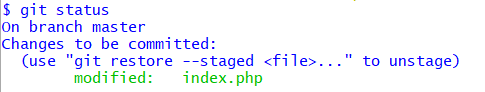 $ git status
On branch master
Changes to be committed:
  (use "git restore --staged <file>..." to unstage)
        modified:   index.php